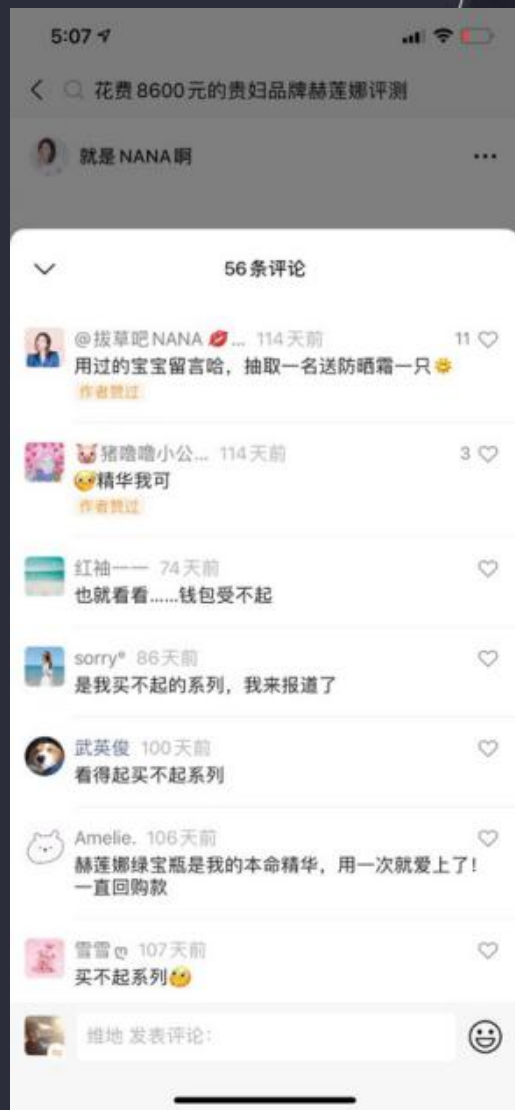 5:07
花费8600元的贵妇品牌赫莲娜评测
就是NANA啊
56条评论
@拔草吧NANA💋... 114天前 11
用过的宝宝留言哈，抽取一名送防晒霜一只🌞
作者赞过
🐷猪噜噜小公... 114天前 3
🥺精华我可
作者赞过
红袖一一 74天前
也就看看......钱包受不起
sorry° 86天前
是我买不起的系列，我来报道了
武英俊 100天前
看得起买不起系列
Amelie. 106天前
赫莲娜绿宝瓶是我的本命精华，用一次就爱上了！
一直回购款
雪雪ღ 107天前
买不起系列🤔
维地 发表评论：